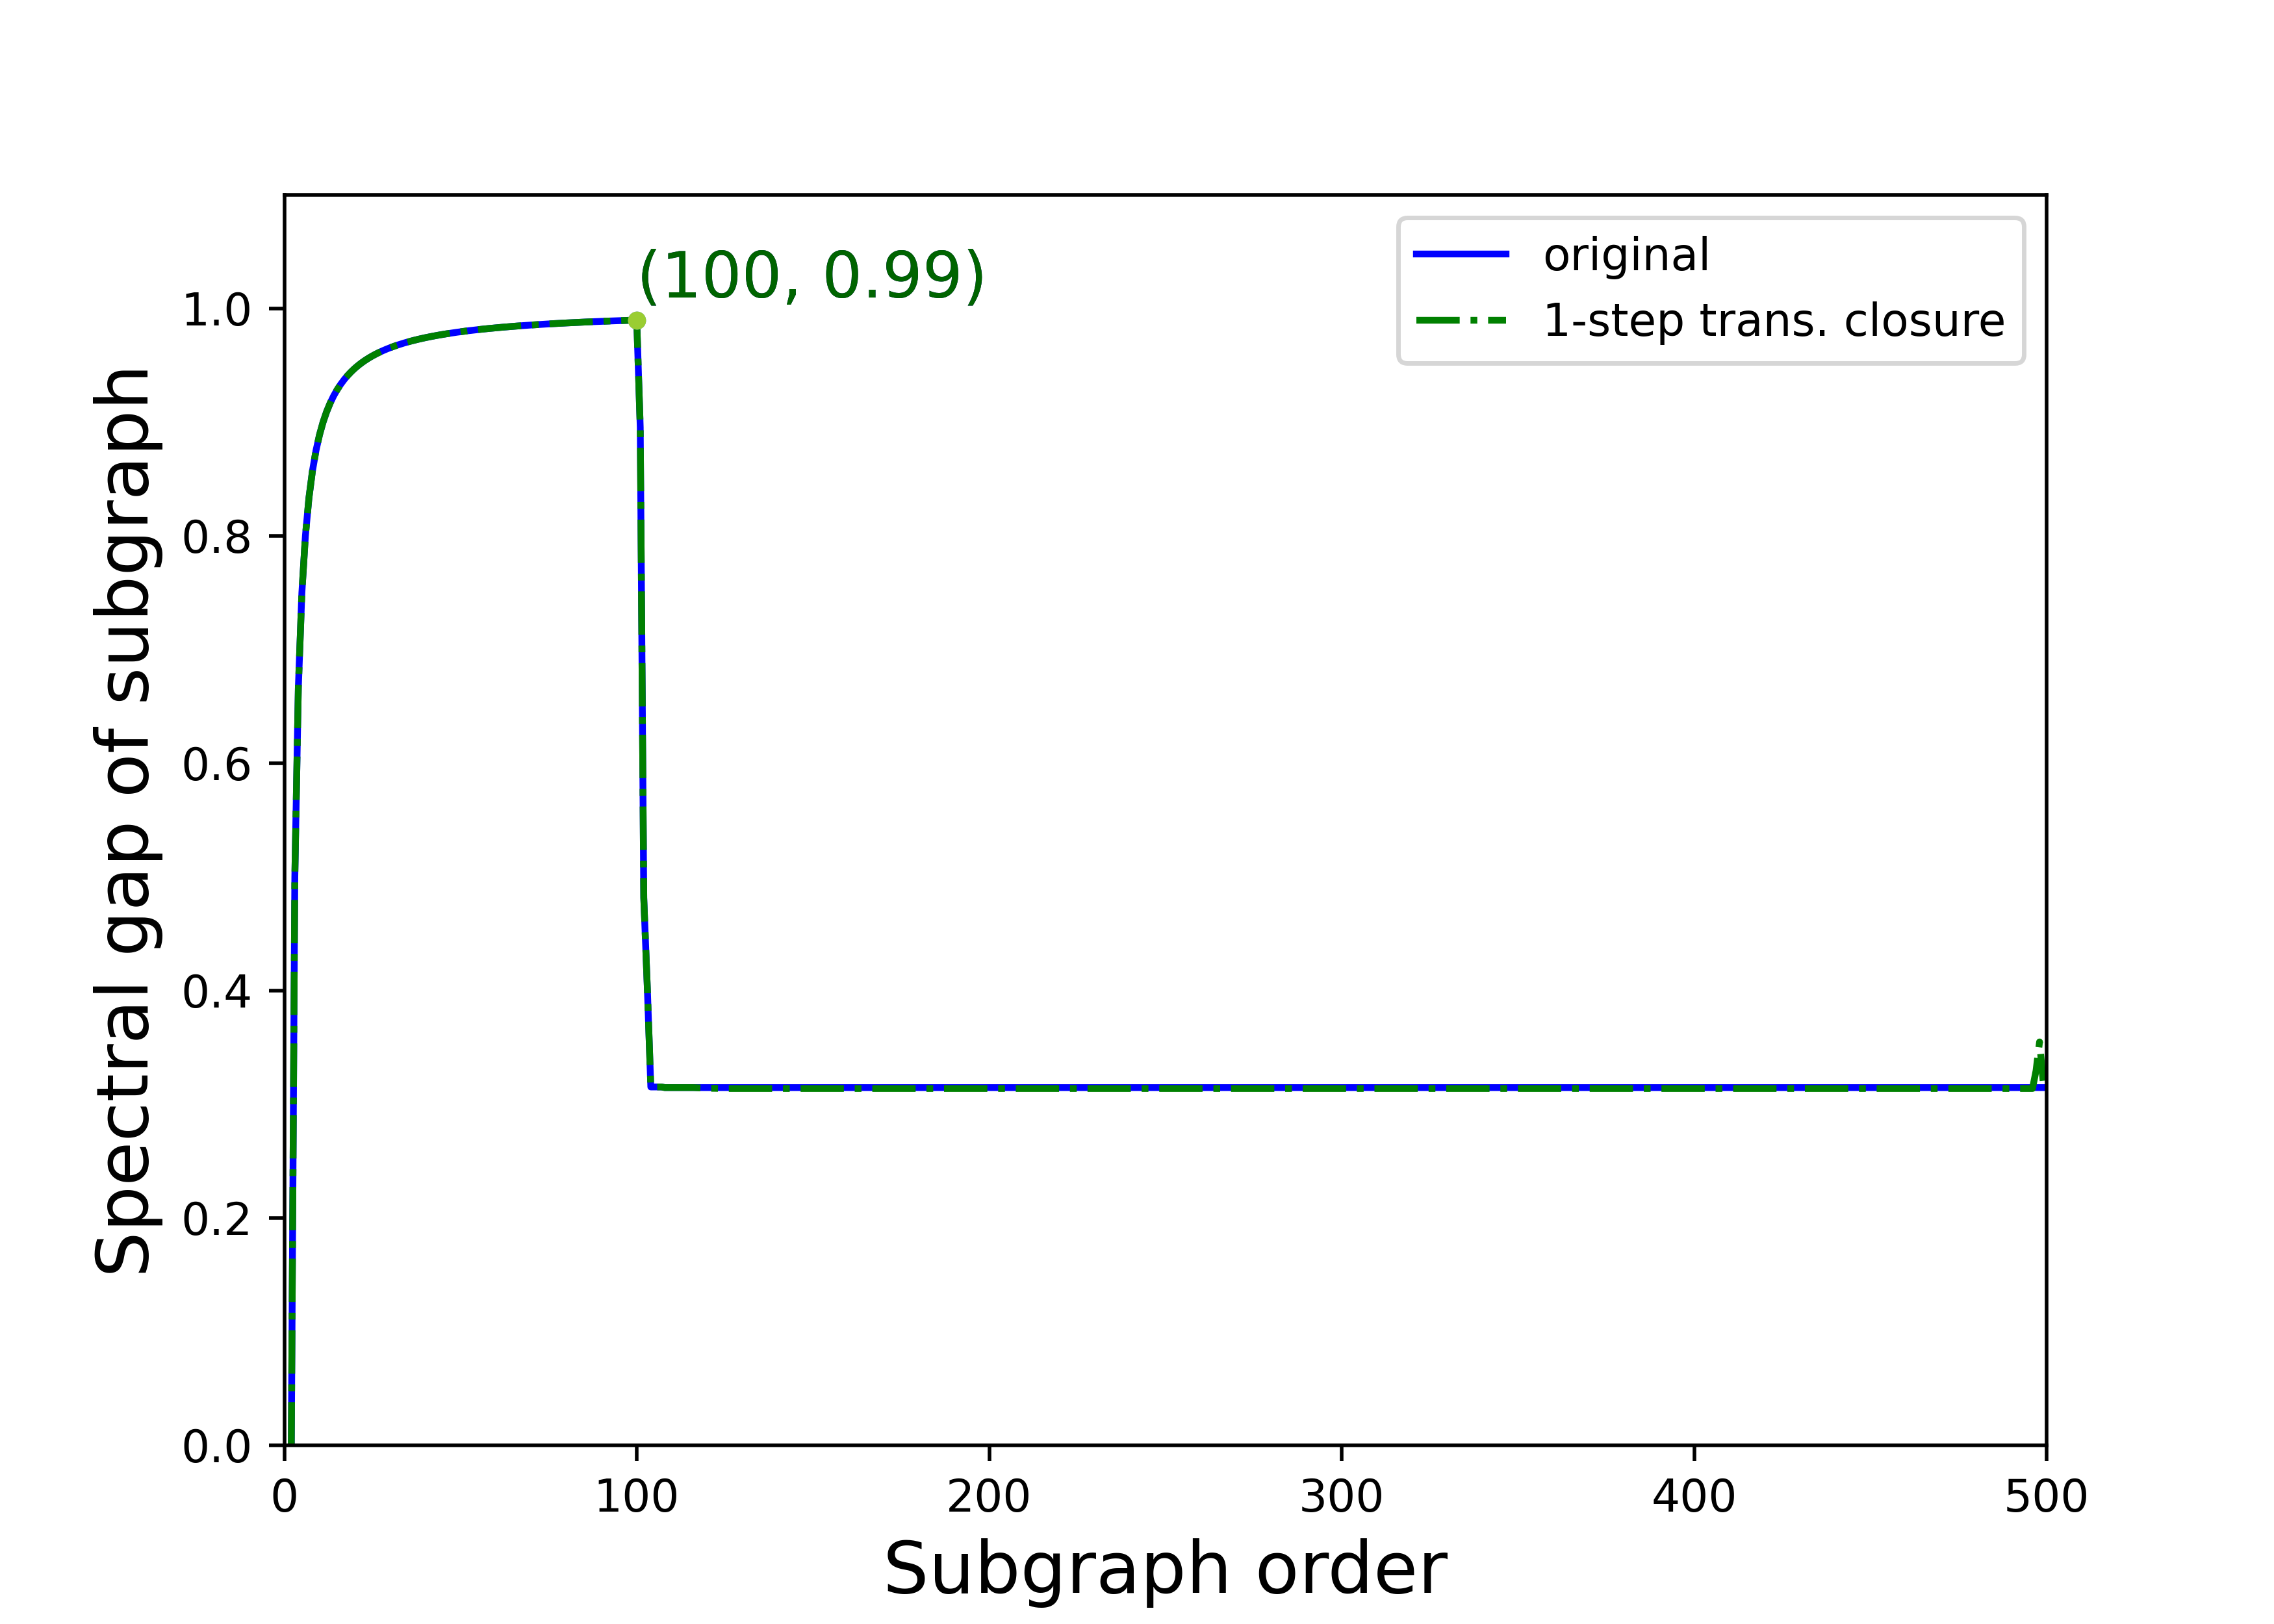 (100, 0.99)
original
1-step trans. closure
Spectral gap of subgraph
1.0
0.8
0.6
0.4
0.2
0.0
0 100 200 300 400 500
Subgraph order